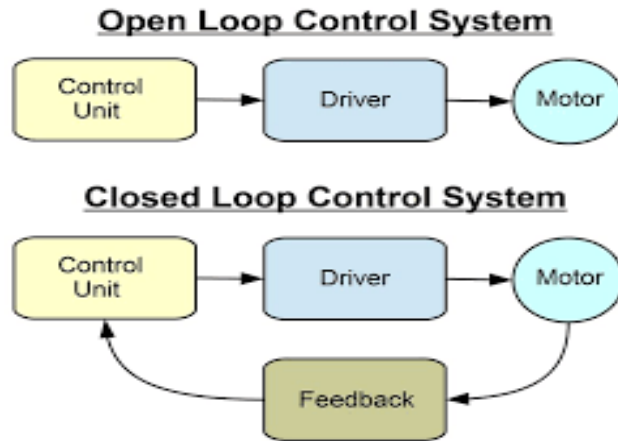 Open Loop Control System
Control
Unit
Driver
Motor
Closed Loop Control System
Control
Unit
Driver
Motor
Feedback